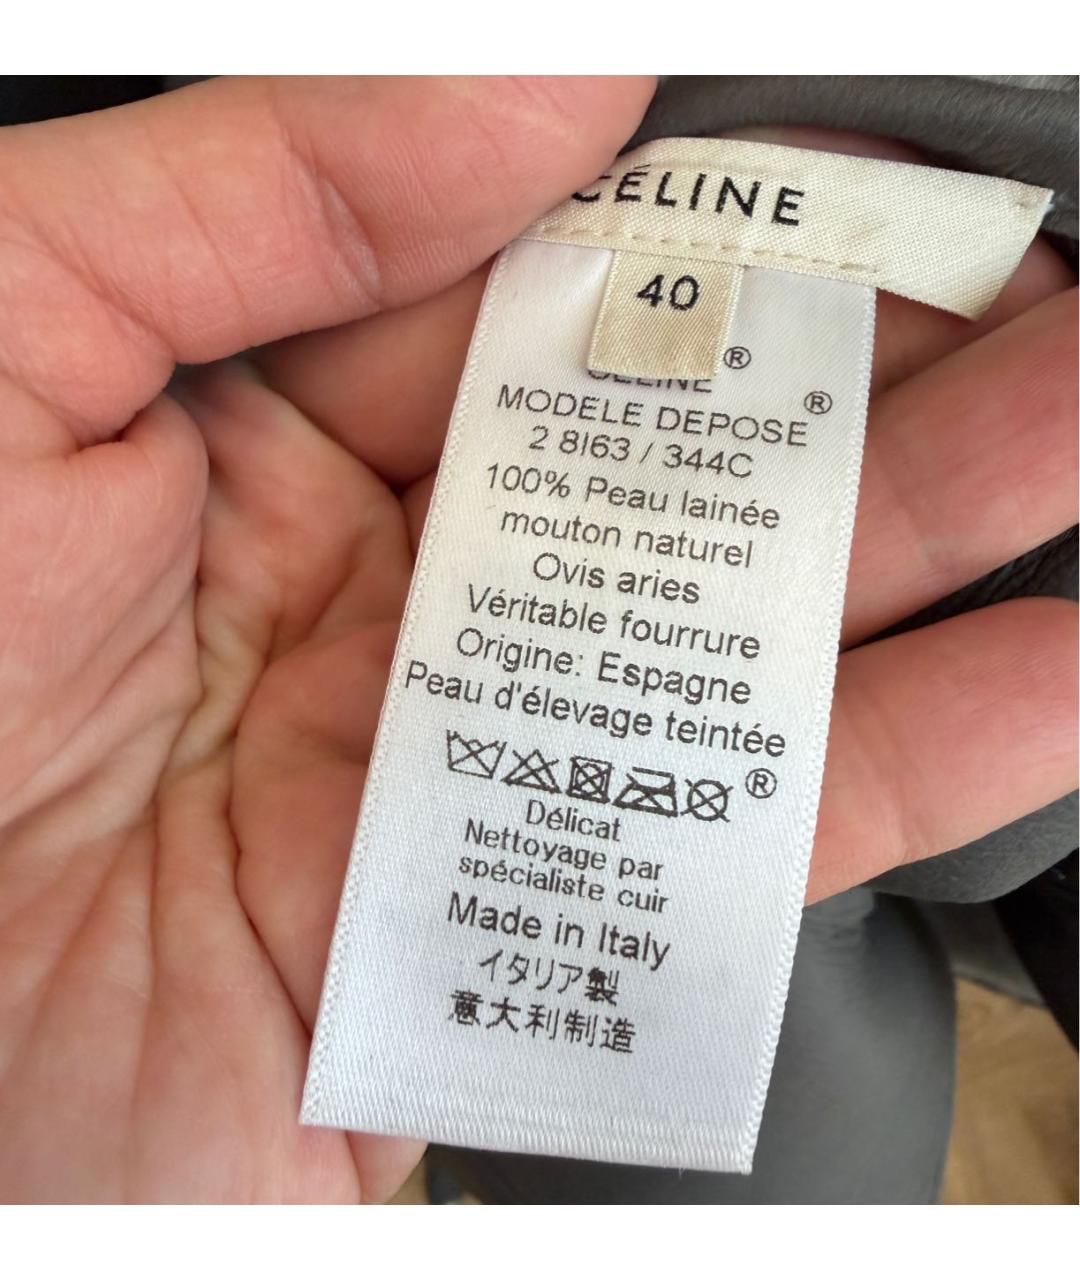 CÉLINE
40
CELINE ®
MODELE DEPOSE ®
2 8I63 / 344C
100% Peau lainée
mouton naturel
Ovis aries
Véritable fourrure
Origine: Espagne
Peau d'élevage teintée
®
Délicat
Nettoyage par
spécialiste cuir
Made in Italy
イタリア製
意大利制造